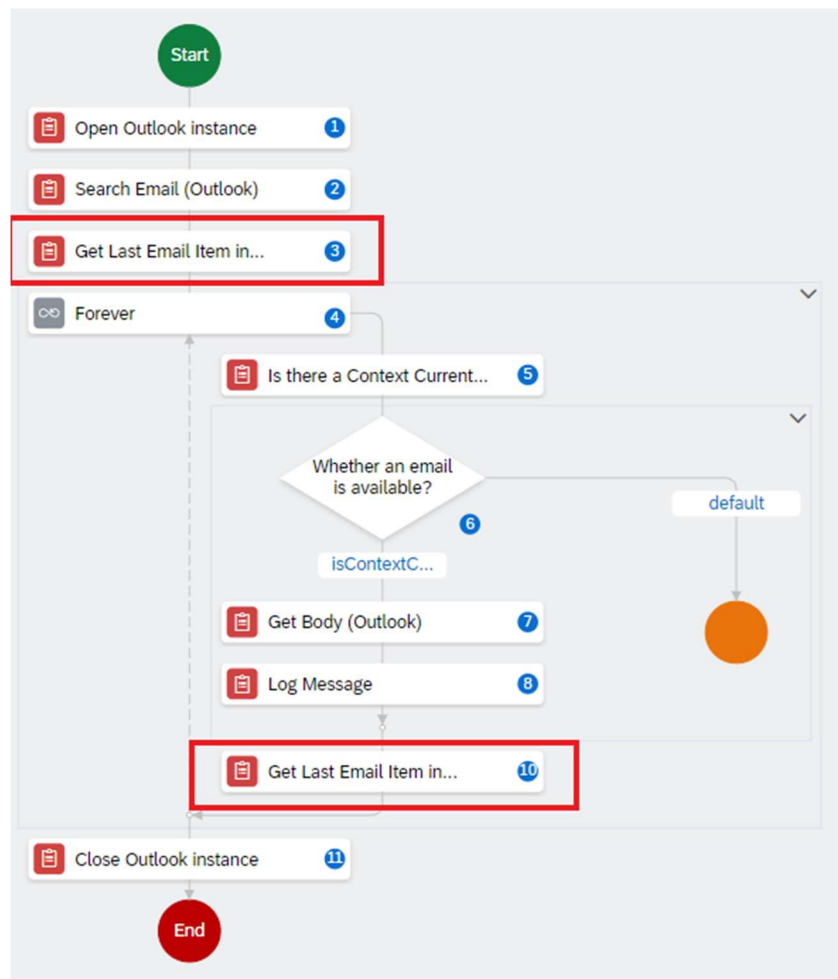 Start
Open Outlook instance 1
Search Email (Outlook) 2
Get Last Email Item in... 3
Forever 4
Is there a Context Current... 5
Whether an email
is available?
6
default
isContextC...
Get Body (Outlook) 7
Log Message 8
Get Last Email Item in... 10
Close Outlook instance 11
End